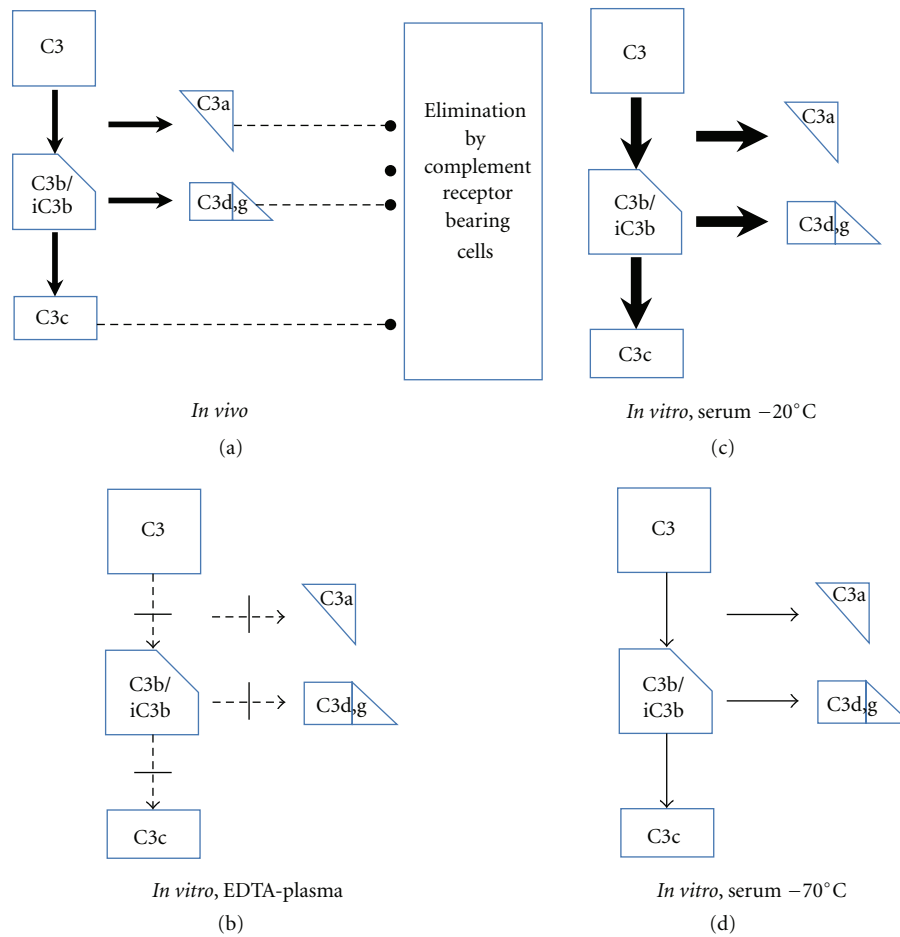 C3
C3a
C3b/
iC3b
C3d,g
C3c
Elimination
by
complement
receptor
bearing
cells
In vivo
(a)
C3
C3a
C3b/
iC3b
C3d,g
C3c
In vitro, serum −20°C
(c)
C3
C3a
C3b/
iC3b
C3d,g
C3c
In vitro, EDTA-plasma
(b)
C3
C3a
C3b/
iC3b
C3d,g
C3c
In vitro, serum −70°C
(d)